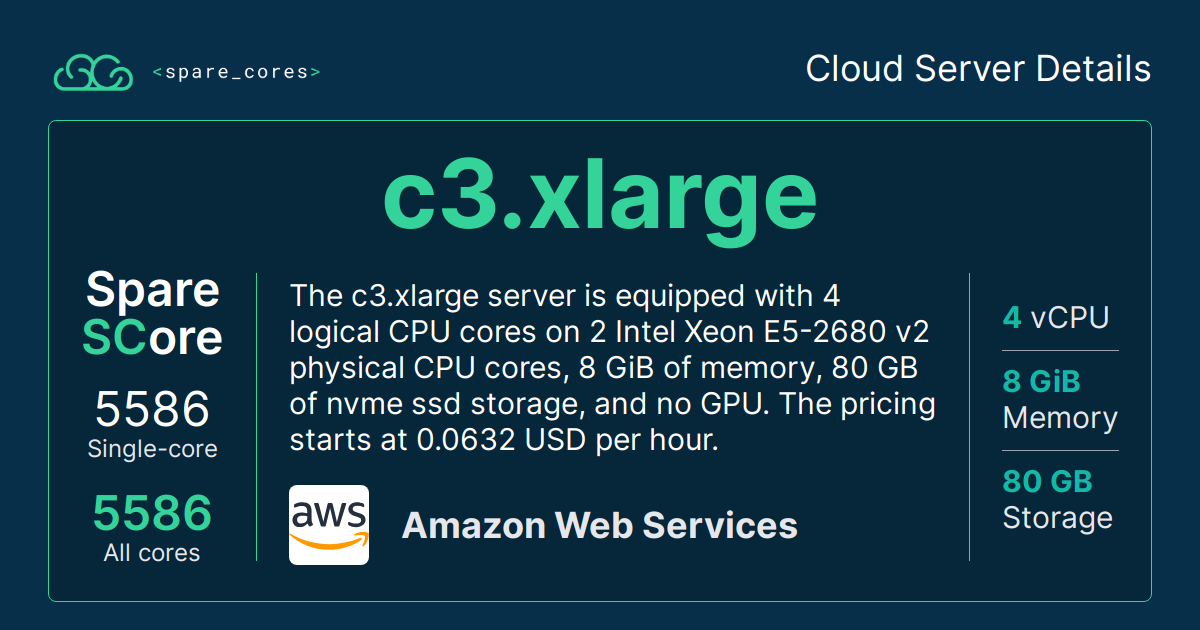 <spare_cores>
Cloud Server Details
c3.xlarge
Spare
SCore
5586
Single-core
5586
All cores
The c3.xlarge server is equipped with 4
logical CPU cores on 2 Intel Xeon E5-2680 v2
physical CPU cores, 8 GiB of memory, 80 GB
of nvme ssd storage, and no GPU. The pricing
starts at 0.0632 USD per hour.
aws
Amazon Web Services
4 vCPU
8 GiB
Memory
80 GB
Storage